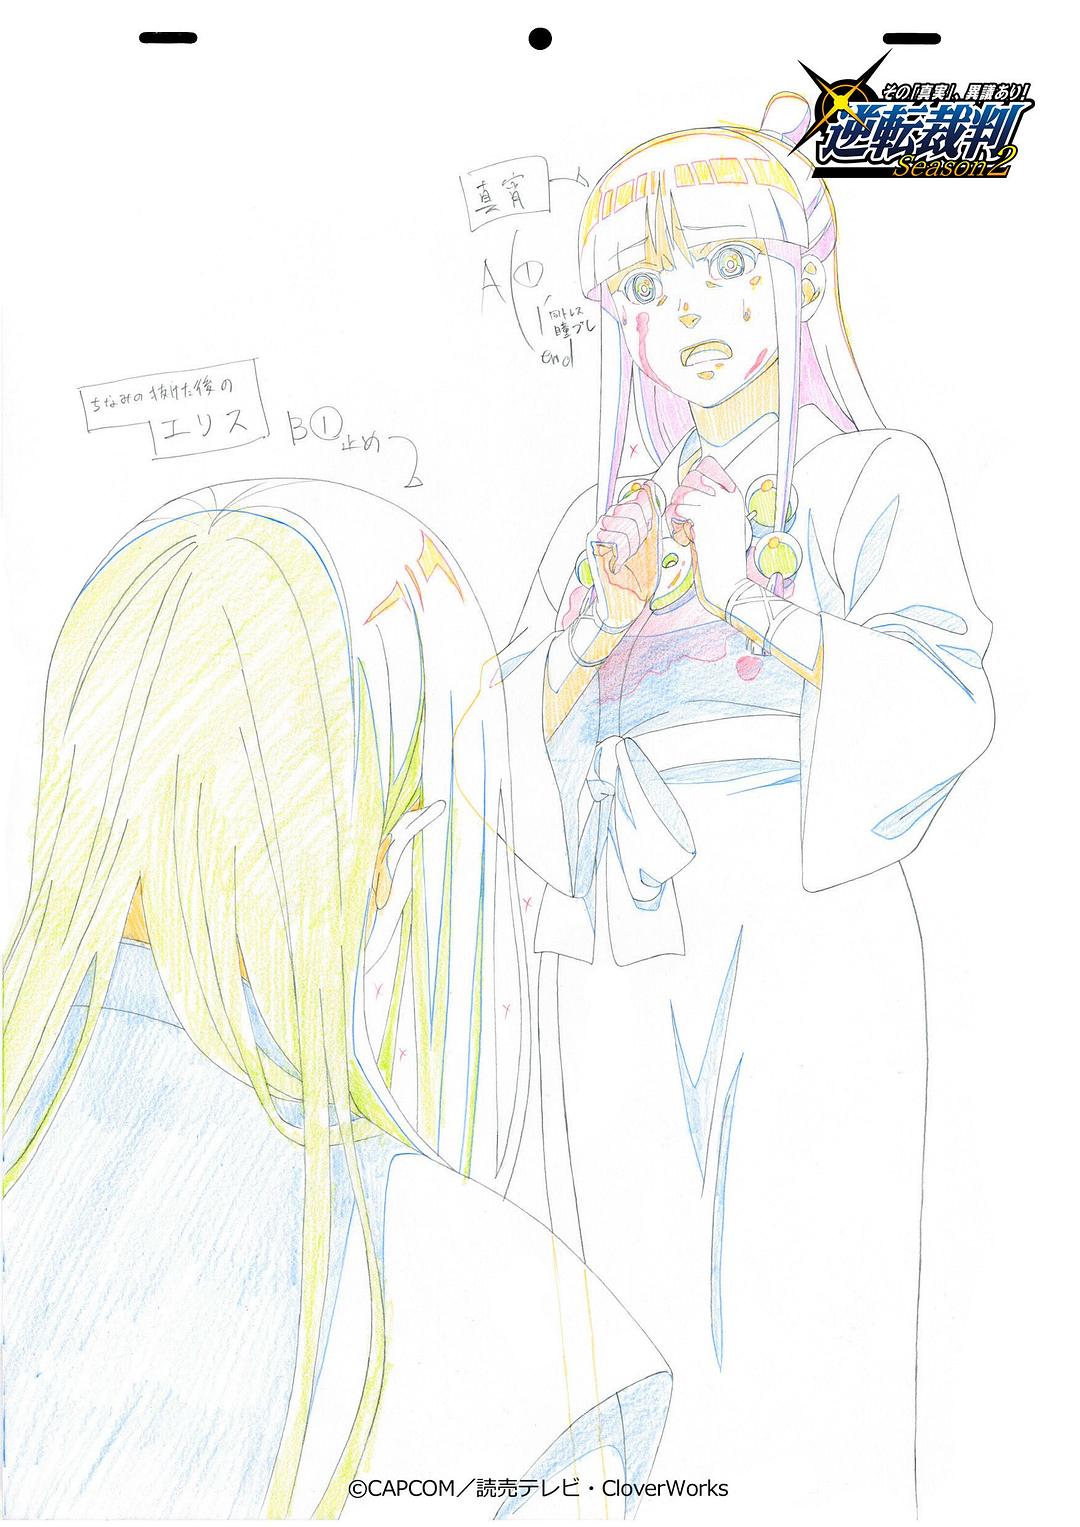 その「真実」、異議あり!
逆転裁判
Season2
真宵
A①
同トレス
瞳ブレ
end
ちなみの抜けた後の
エリス
B① 止め
©CAPCOM／読売テレビ・CloverWorks